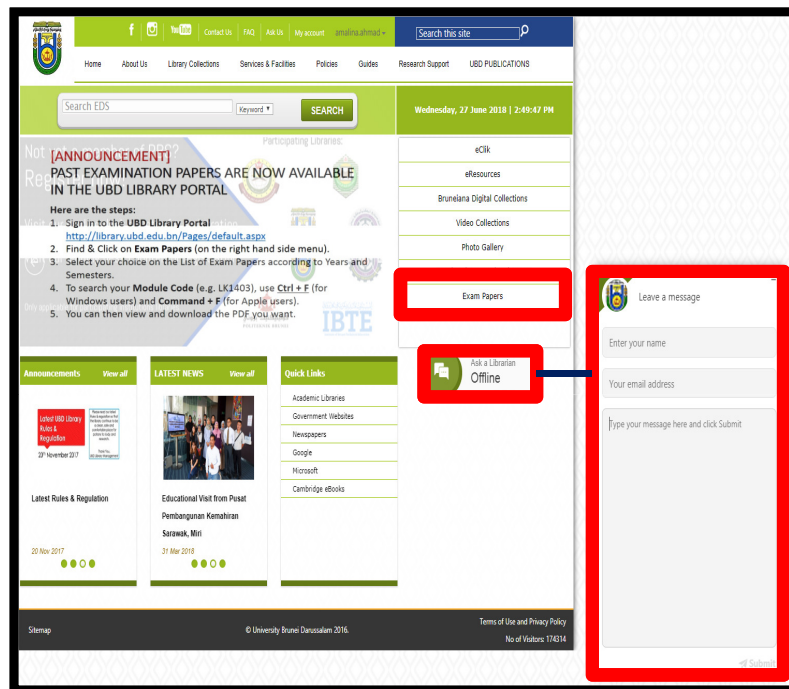 f You Tube Contact Us FAQ Ask Us My account amalina.ahmad
Search this site
Home About Us Library Collections Services & Facilities Policies Guides Research Support UBD PUBLICATIONS
Search EDS Keyword SEARCH
Wednesday, 27 June 2018 | 2:49:47 PM
Participating Libraries:
[ANNOUNCEMENT]
PAST EXAMINATION PAPERS ARE NOW AVAILABLE
IN THE UBD LIBRARY PORTAL
Here are the steps:
1. Sign in to the UBD Library Portal
http://library.ubd.edu.bn/Pages/default.aspx
2. Find & Click on Exam Papers (on the right hand side menu).
3. Select your choice on the List of Exam Papers according to Years and
Semesters.
4. To search your Module Code (e.g. LK1403), use Ctrl + F (for
Windows users) and Command + F (for Apple users).
5. You can then view and download the PDF you want.
IBTE
eClik
eResources
Bruneiana Digital Collections
Video Collections
Photo Gallery
Exam Papers
Ask a Librarian
Offline
Leave a message
Enter your name
Your email address
Type your message here and click Submit
Submit
Announcements View all
Latest UBD Library
Rules &
Regulation
20th November 2017
Latest Rules & Regulation
20 Nov 2017
LATEST NEWS View all
Educational Visit from Pusat
Pembangunan Kemahiran
Sarawak, Miri
31 Mar 2018
Quick Links
Academic Libraries
Government Websites
Newspapers
Google
Microsoft
Cambridge eBooks
Sitemap
© University Brunei Darussalam 2016.
Terms of Use and Privacy Policy
No of Visitors: 174314